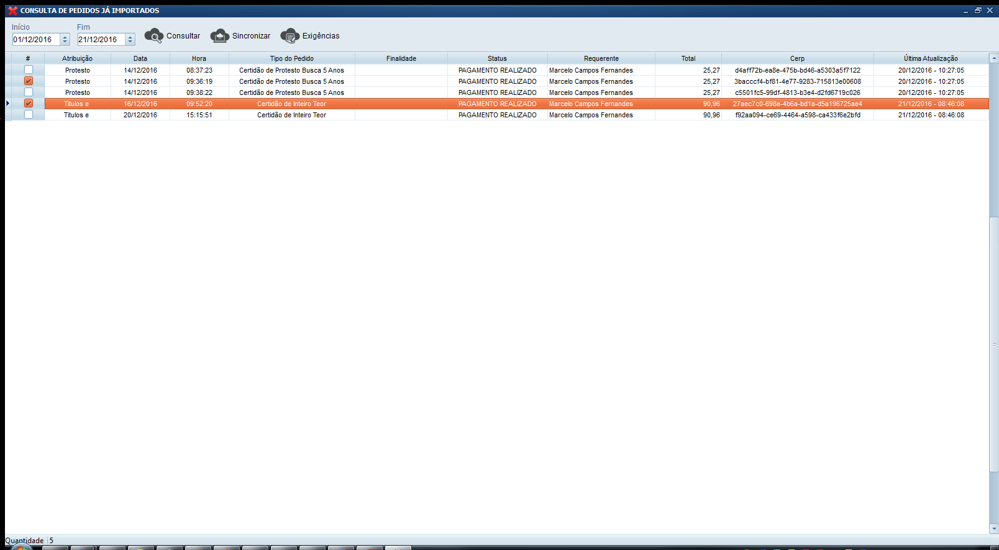 CONSULTA DE PEDIDOS JÁ IMPORTADOS
Início Fim
01/12/2016 21/12/2016 Consultar Sincronizar Exigências
# Atribuição Data Hora Tipo do Pedido Finalidade Status Requerente Total Cerp Última Atualização
Protesto 14/12/2016 08:37:23 Certidão de Protesto Busca 5 Anos PAGAMENTO REALIZADO Marcelo Campos Fernandes 25,27 d4aff72b-ea8e-475b-bd46-a5303a5f7122 20/12/2016 - 10:27:05
Protesto 14/12/2016 09:36:19 Certidão de Protesto Busca 5 Anos PAGAMENTO REALIZADO Marcelo Campos Fernandes 25,27 3bacccf4-bf81-4e77-9283-715813e00608 20/12/2016 - 10:27:05
Protesto 14/12/2016 09:38:22 Certidão de Protesto Busca 5 Anos PAGAMENTO REALIZADO Marcelo Campos Fernandes 25,27 c5501fc5-99df-4813-b3e4-d2fd6719c026 20/12/2016 - 10:27:05
Titulos e 16/12/2016 09:52:20 Certidão de Inteiro Teor PAGAMENTO REALIZADO Marcelo Campos Fernandes 90,96 27aec7c0-698e-4b6a-bd1a-d5a196725ae4 21/12/2016 - 08:46:08
Titulos e 20/12/2016 15:15:51 Certidão de Inteiro Teor PAGAMENTO REALIZADO Marcelo Campos Fernandes 90,96 f92aa094-ce69-4464-a598-ca433f6e2bfd 21/12/2016 - 08:46:08
Quantidade 5